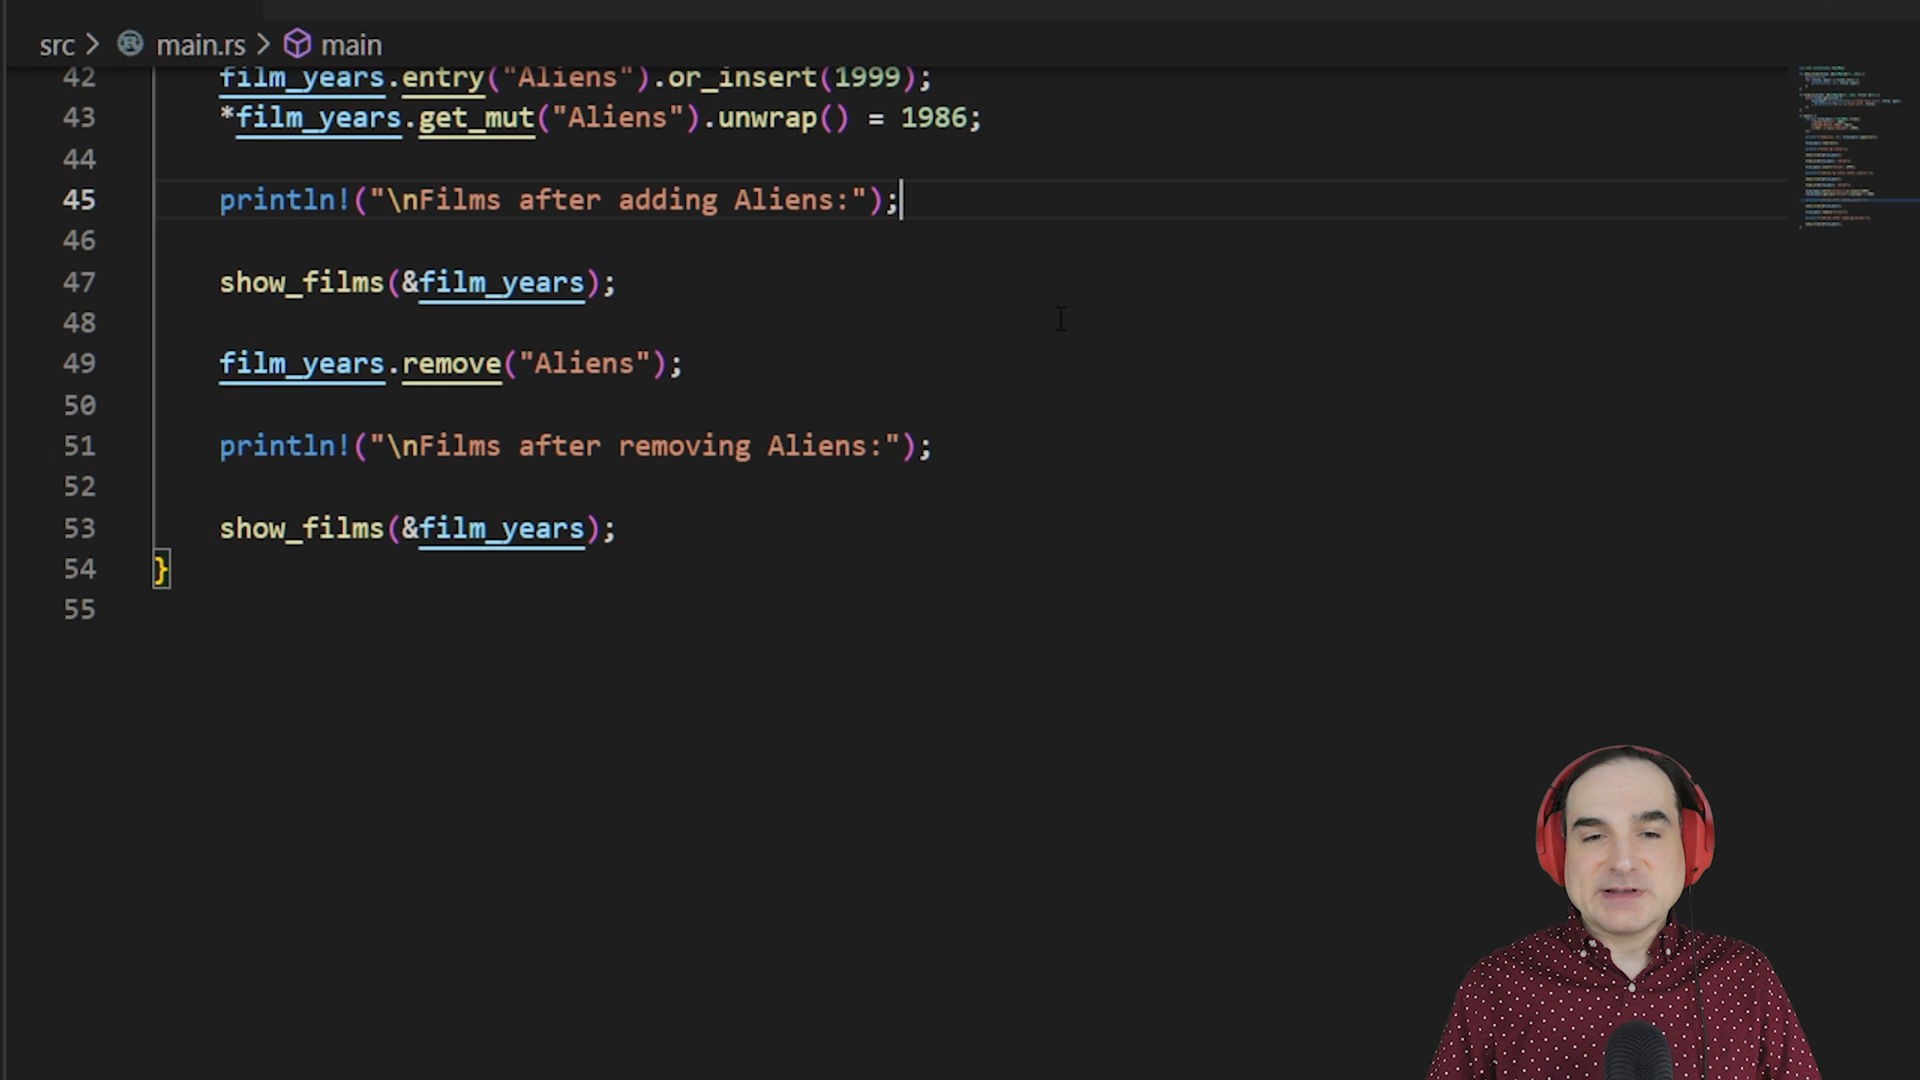 src > main.rs > main
42 film_years.entry("Aliens").or_insert(1999);
43 *film_years.get_mut("Aliens").unwrap() = 1986;
44
45 println!("\nFilms after adding Aliens:");
46
47 show_films(&film_years);
48
49 film_years.remove("Aliens");
50
51 println!("\nFilms after removing Aliens:");
52
53 show_films(&film_years);
54 }
55